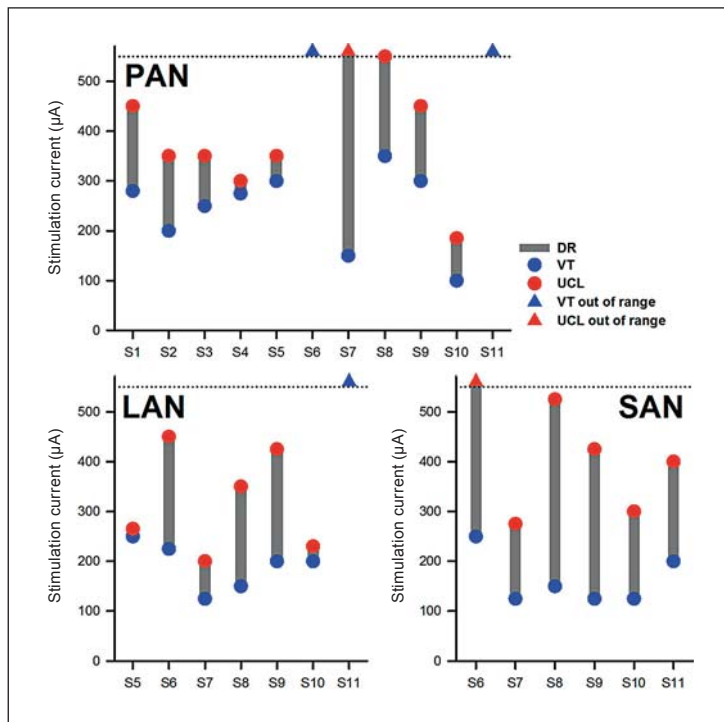 PAN
Stimulation current (µA)
500
400
300
200
100
0
S1 S2 S3 S4 S5 S6 S7 S8 S9 S10 S11
DR
VT
UCL
VT out of range
UCL out of range
LAN
Stimulation current (µA)
500
400
300
200
100
0
S5 S6 S7 S8 S9 S10 S11
SAN
Stimulation current (µA)
500
400
300
200
100
0
S6 S7 S8 S9 S10 S11